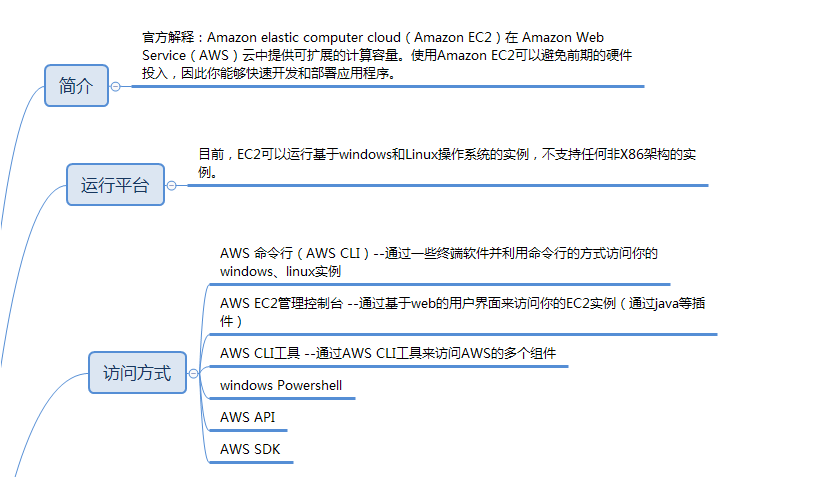 官方解释：Amazon elastic computer cloud（Amazon EC2）在 Amazon Web
Service（AWS）云中提供可扩展的计算容量。使用Amazon EC2可以避免前期的硬件
投入，因此你能够快速开发和部署应用程序。
简介
目前，EC2可以运行基于windows和Linux操作系统的实例，不支持任何非X86架构的实
例。
运行平台
AWS 命令行（AWS CLI）--通过一些终端软件并利用命令行的方式访问你的
windows、linux实例
AWS EC2管理控制台 --通过基于web的用户界面来访问你的EC2实例（通过java等插
件）
AWS CLI工具 --通过AWS CLI工具来访问AWS的多个组件
访问方式
windows Powershell
AWS API
AWS SDK